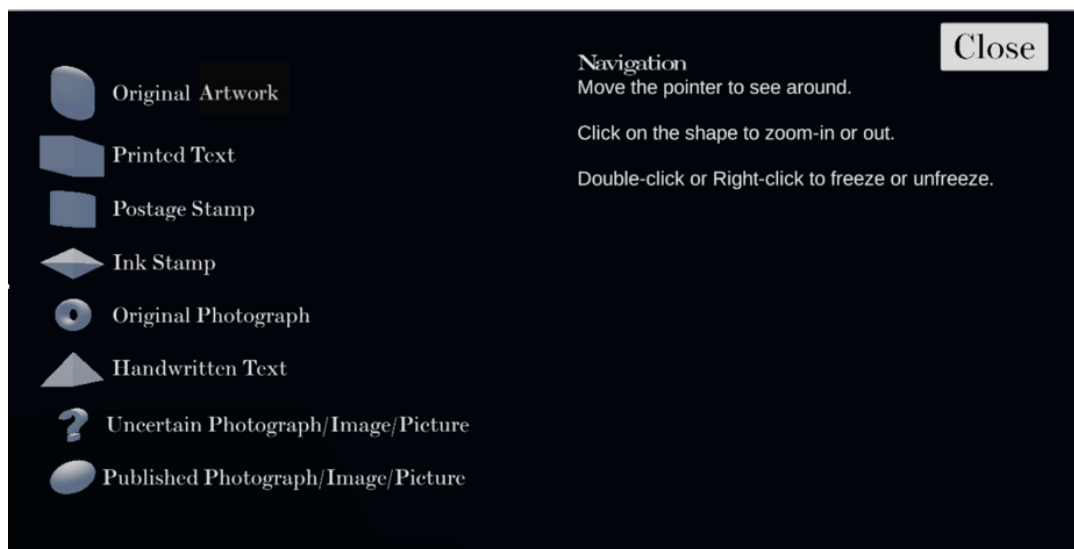 Original Artwork
Printed Text
Postage Stamp
Ink Stamp
Original Photograph
Handwritten Text
Uncertain Photograph/Image/Picture
Published Photograph/Image/Picture
Navigation
Move the pointer to see around.
Click on the shape to zoom-in or out.
Double-click or Right-click to freeze or unfreeze.
Close